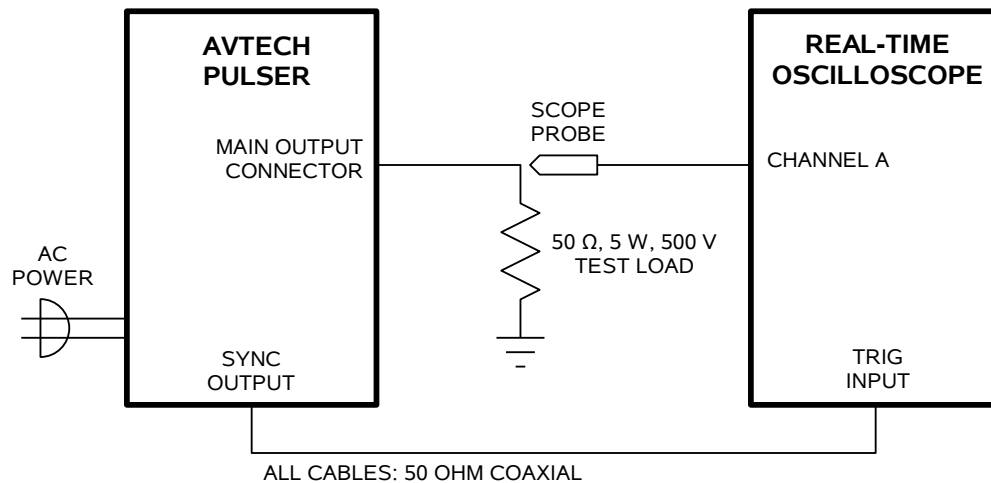 AVTECH
PULSER
REAL-TIME
OSCILLOSCOPE
SCOPE
PROBE
MAIN OUTPUT
CONNECTOR
CHANNEL A
50 Ω, 5 W, 500 V
TEST LOAD
AC
POWER
SYNC
OUTPUT
TRIG
INPUT
ALL CABLES: 50 OHM COAXIAL